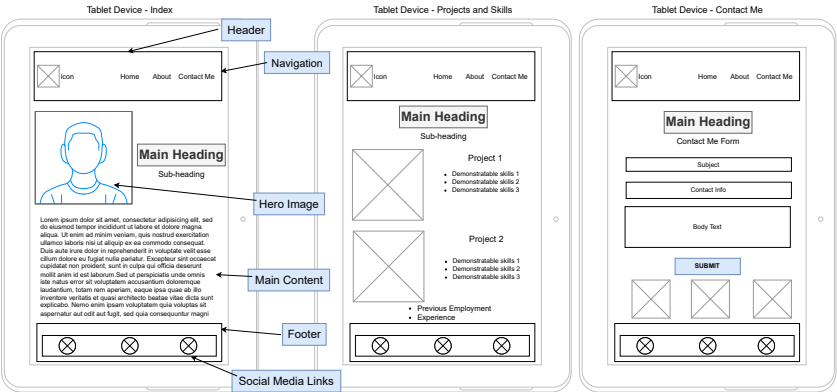 Tablet Device - Index
Header
Navigation
Icon
Home About Contact Me
Main Heading
Sub-heading
Hero Image
Lorem ipsum dolor sit amet, consectetur adipisicing elit, sed
do eiusmod tempor incididunt ut labore et dolore magna
aliqua. Ut enim ad minim veniam, quis nostrud exercitation
ullamco laboris nisi ut aliquip ex ea commodo consequat.
Duis aute irure dolor in reprehenderit in voluptate velit esse
cillum dolore eu fugiat nulla pariatur. Excepteur sint occaecat
cupidatat non proident, sunt in culpa qui officia deserunt
mollit anim id est laborum.Sed ut perspiciatis unde omnis
iste natus error sit voluptatem accusantium doloremque
laudantium, totam rem aperiam, eaque ipsa quae ab illo
inventore veritatis et quasi architecto beatae vitae dicta sunt
explicabo. Nemo enim ipsam voluptatem quia voluptas sit
aspernatur aut odit aut fugit, sed quia consequuntur magni
Main Content
Footer
Social Media Links
Tablet Device - Projects and Skills
Icon
Home About Contact Me
Main Heading
Sub-heading
Project 1
• Demonstratable skills 1
• Demonstratable skills 2
• Demonstratable skills 3
Project 2
• Demonstratable skills 1
• Demonstratable skills 2
• Demonstratable skills 3
• Previous Employment
• Experience
Tablet Device - Contact Me
Icon
Home About Contact Me
Main Heading
Contact Me Form
Subject
Contact Info
Body Text
SUBMIT